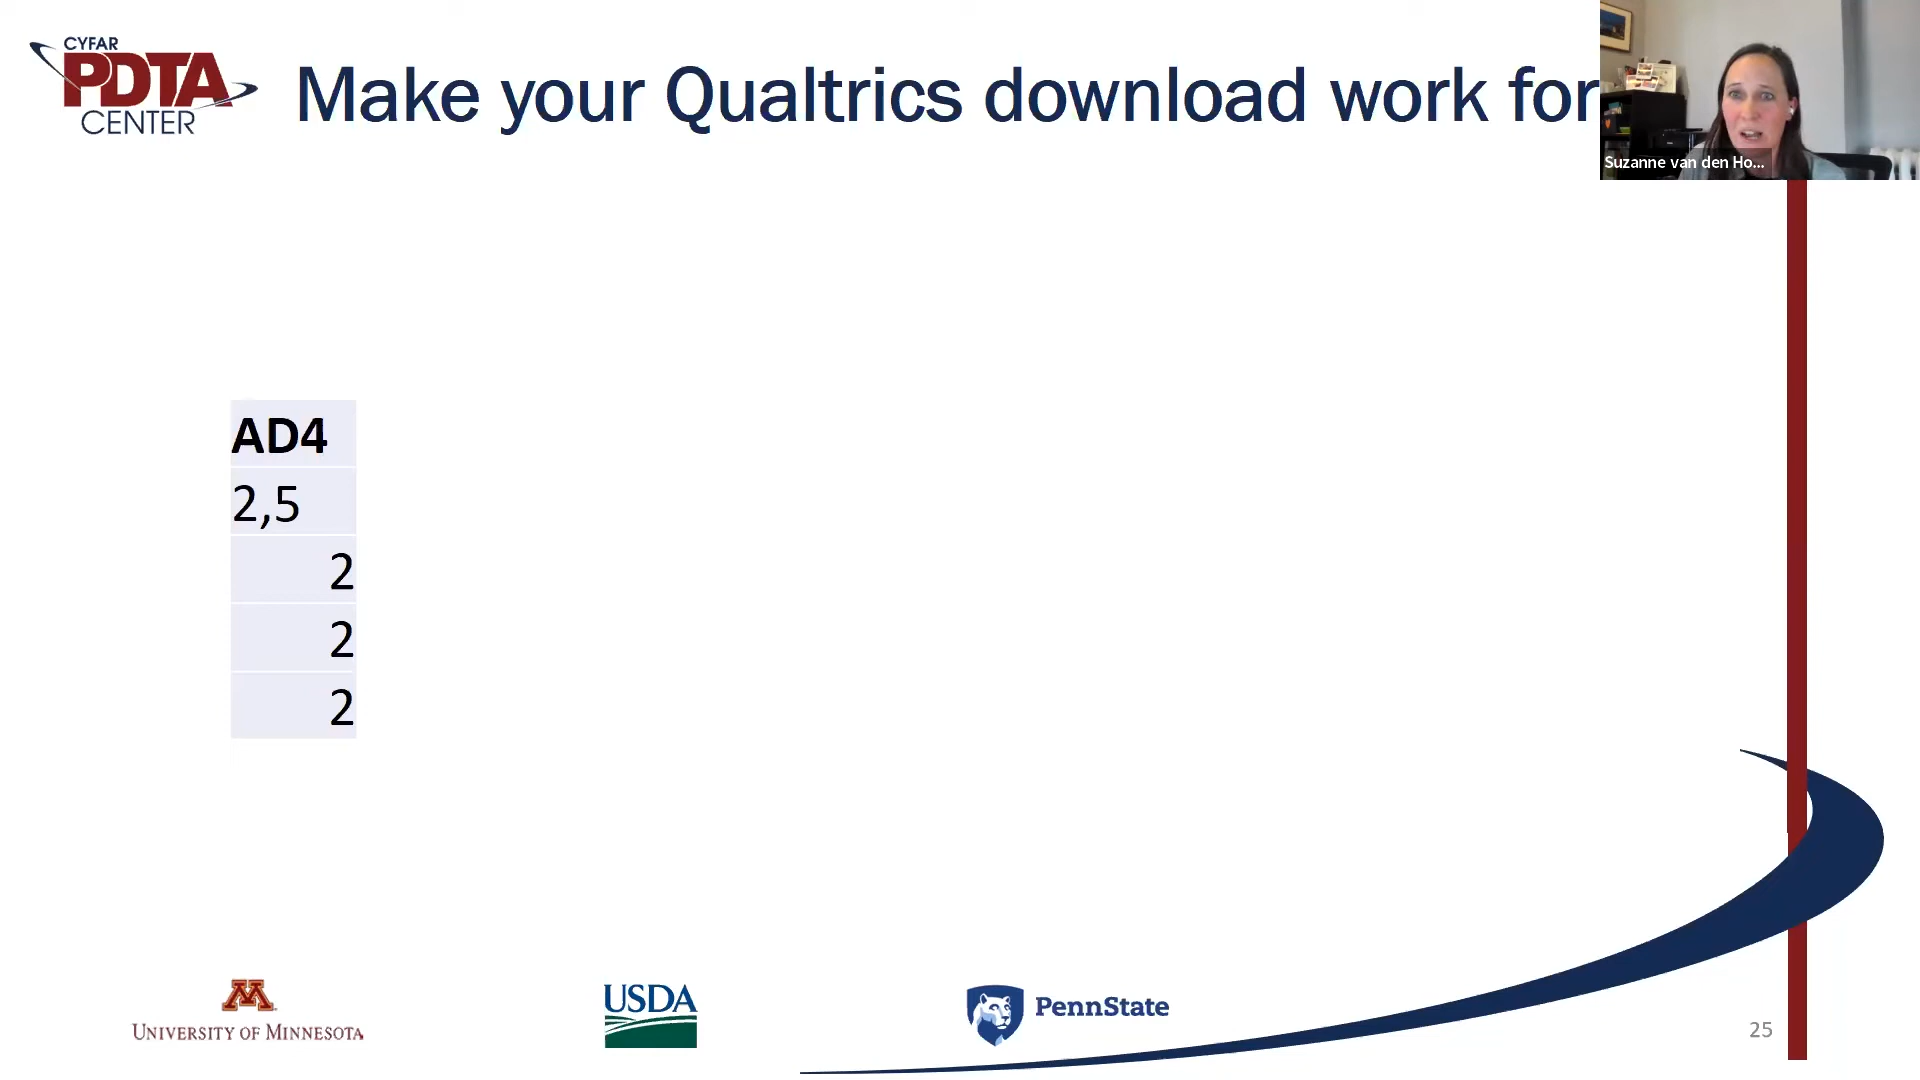 CYFAR
PDTA
CENTER
Make your Qualtrics download work for
Suzanne van den Ho...
AD4
2,5
2
2
2
M
UNIVERSITY OF MINNESOTA
USDA
PennState
25